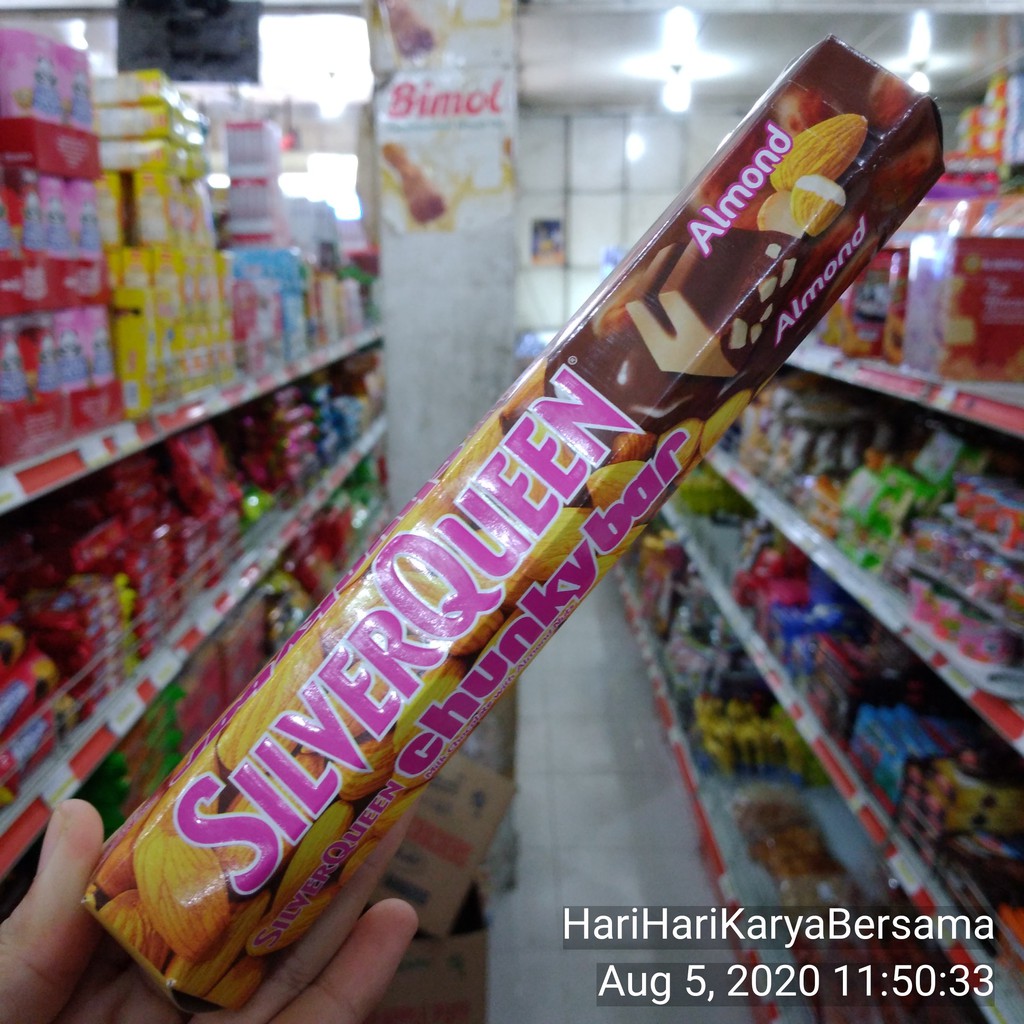 Bimol
Almond
Almond
SILVERQUEEN®
chunky bar
SILVERQUEEN
HariHariKaryaBersama
Aug 5, 2020 11:50:33